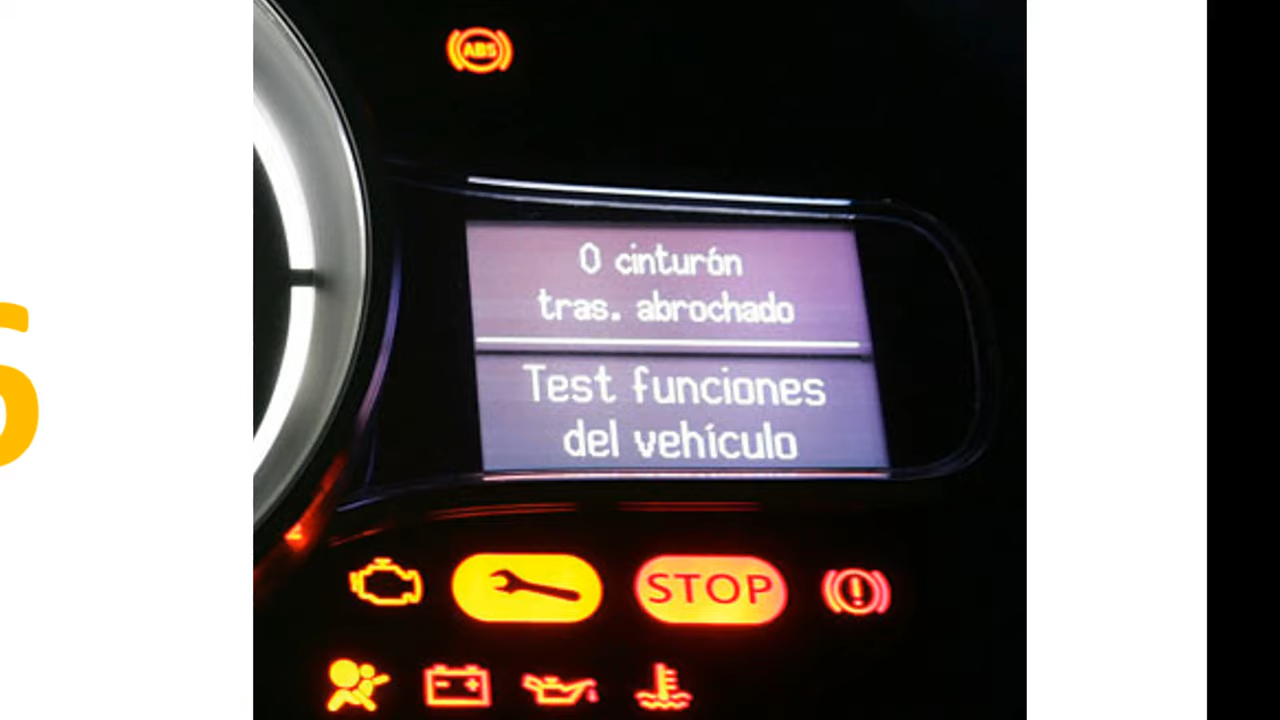 ABS
0 cinturón
tras. abrochado
Test funciones
del vehículo
STOP